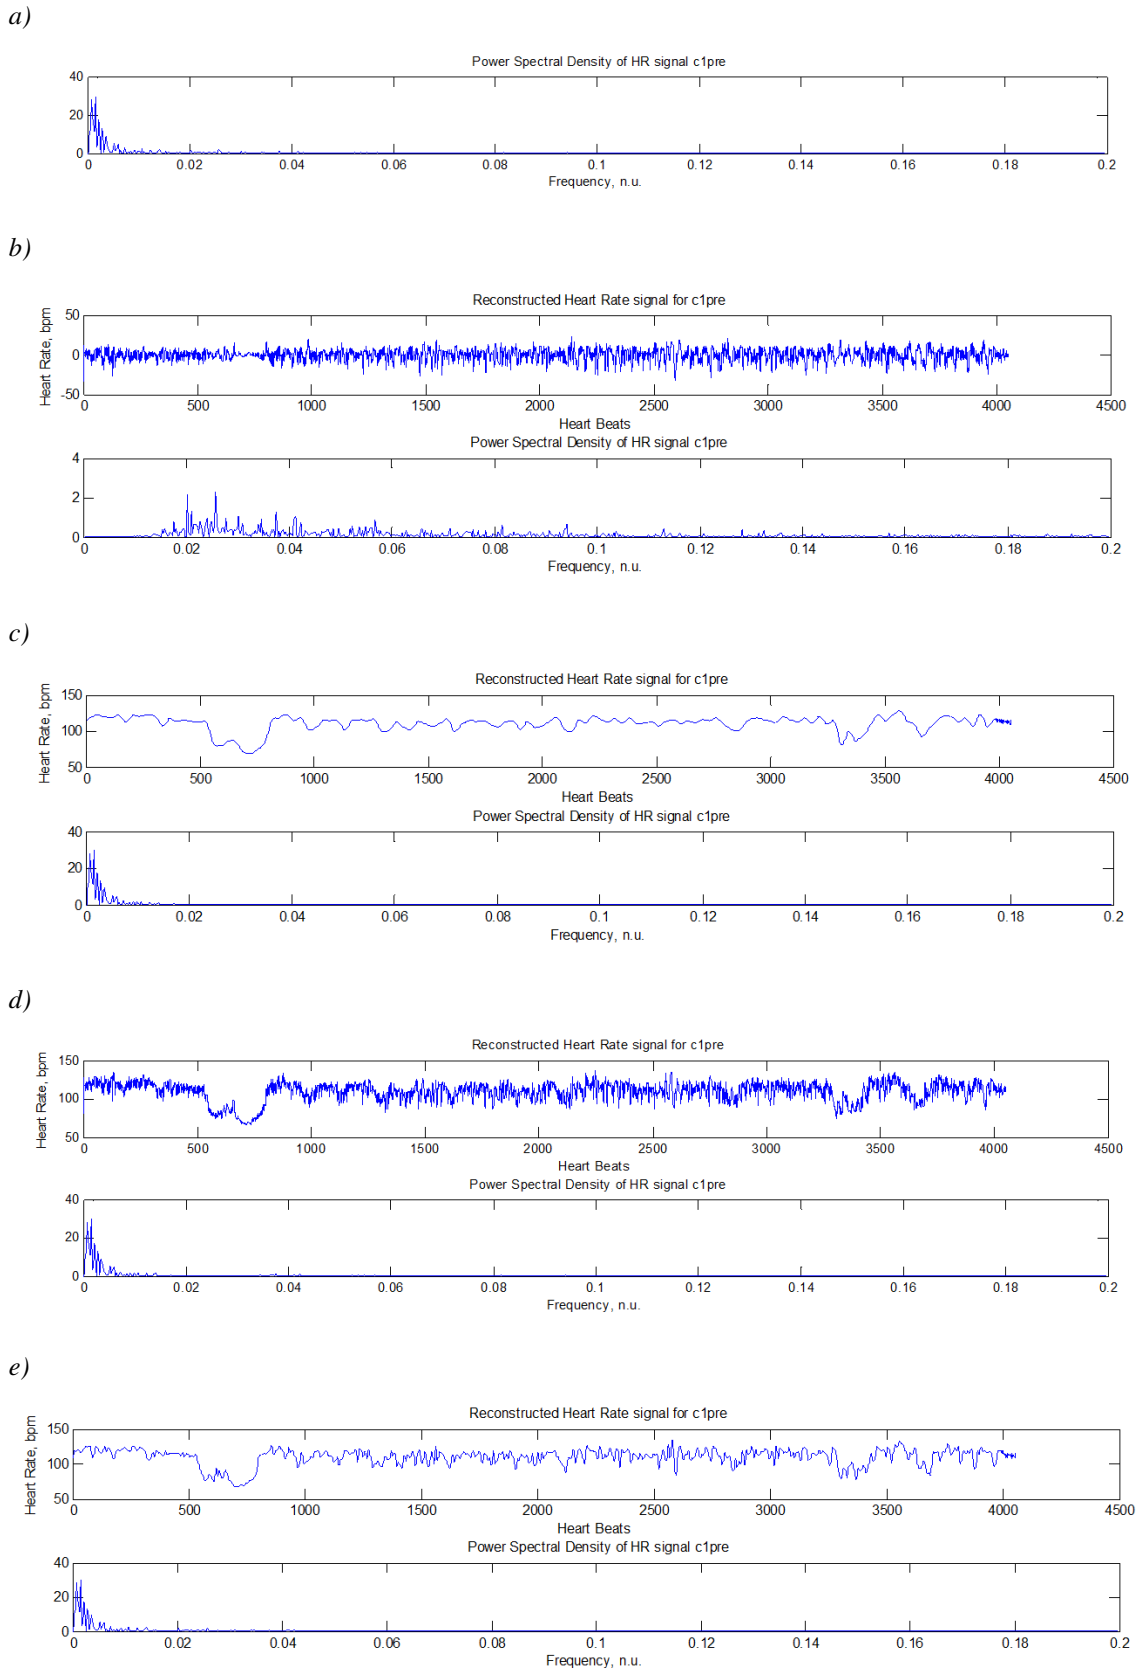 a)
Power Spectral Density of HR signal c1pre
40
20
0
0 0.02 0.04 0.06 0.08 0.1 0.12 0.14 0.16 0.18 0.2
Frequency, n.u.
b)
Reconstructed Heart Rate signal for c1pre
Heart Rate, bpm
50
0
-50
0 500 1000 1500 2000 2500 3000 3500 4000 4500
Heart Beats
Power Spectral Density of HR signal c1pre
4
2
0
0.02 0.04 0.06 0.08 0.1 0.12 0.14 0.16 0.18 0.2
Frequency, n.u.
c)
Reconstructed Heart Rate signal for c1pre
Heart Rate, bpm
150
100
50
0 500 1000 1500 2000 2500 3000 3500 4000 4500
Heart Beats
Power Spectral Density of HR signal c1pre
40
20
0
0 0.02 0.04 0.06 0.08 0.1 0.12 0.14 0.16 0.18 0.2
Frequency, n.u.
d)
Reconstructed Heart Rate signal for c1pre
Heart Rate, bpm
150
100
50
0 500 1000 1500 2000 2500 3000 3500 4000 4500
Heart Beats
Power Spectral Density of HR signal c1pre
40
20
0
0 0.02 0.04 0.06 0.08 0.1 0.12 0.14 0.16 0.18 0.2
Frequency, n.u.
e)
Reconstructed Heart Rate signal for c1pre
Heart Rate, bpm
150
100
50
0 500 1000 1500 2000 2500 3000 3500 4000 4500
Heart Beats
Power Spectral Density of HR signal c1pre
40
20
0
0 0.02 0.04 0.06 0.08 0.1 0.12 0.14 0.16 0.18 0.2
Frequency, n.u.